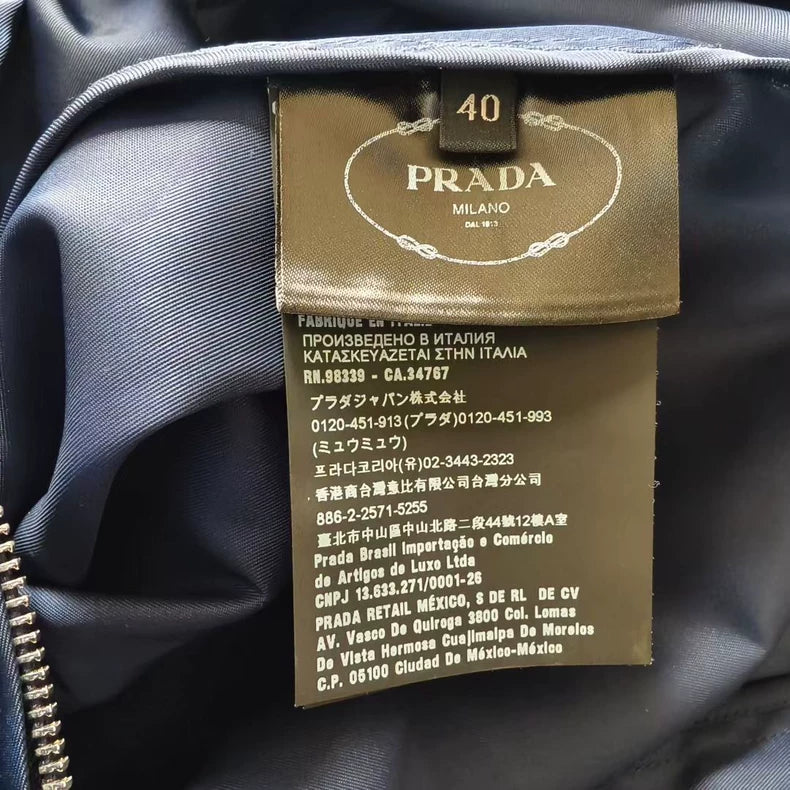 40
PRADA
MILANO
DAL 1913
FABRIQUÉ EN ITALIE
ПРОИЗВЕДЕНО В ИТАЛИЯ
ΚΑΤΑΣΚΕΥΑΖΕΤΑΙ ΣΤΗΝ ΙΤΑΛΙΑ
RN.98339 - CA.34767
プラダジャパン株式会社
0120-451-913(プラダ)0120-451-993
(ミュウミュウ)
프라다코리아(유)02-3443-2323
香港商台灣意比有限公司台灣分公司
886-2-2571-5255
臺北市中山區中山北路二段44號12樓A室
Prada Brasil Importação e Comércio
de Artigos de Luxo Ltda
CNPJ 13.633.271/0001-26
PRADA RETAIL MÉXICO, S DE RL DE CV
AV. Vasco De Quiroga 3800 Col. Lomas
De Vista Hermosa Cuajimalpa De Morelos
C.P. 05100 Ciudad De México-México